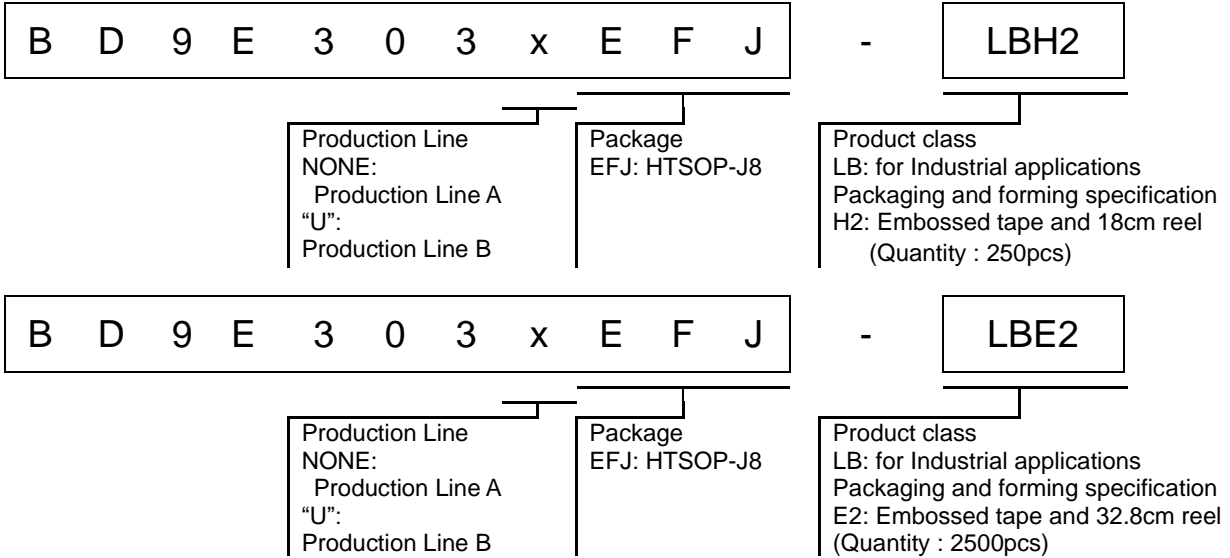 B D 9 E 3 0 3 x E F J - LBH2
Production Line
NONE:
Production Line A
“U”:
Production Line B
Package
EFJ: HTSOP-J8
Product class
LB: for Industrial applications
Packaging and forming specification
H2: Embossed tape and 18cm reel
(Quantity : 250pcs)
B D 9 E 3 0 3 x E F J - LBE2
Production Line
NONE:
Production Line A
“U”:
Production Line B
Package
EFJ: HTSOP-J8
Product class
LB: for Industrial applications
Packaging and forming specification
E2: Embossed tape and 32.8cm reel
(Quantity : 2500pcs)